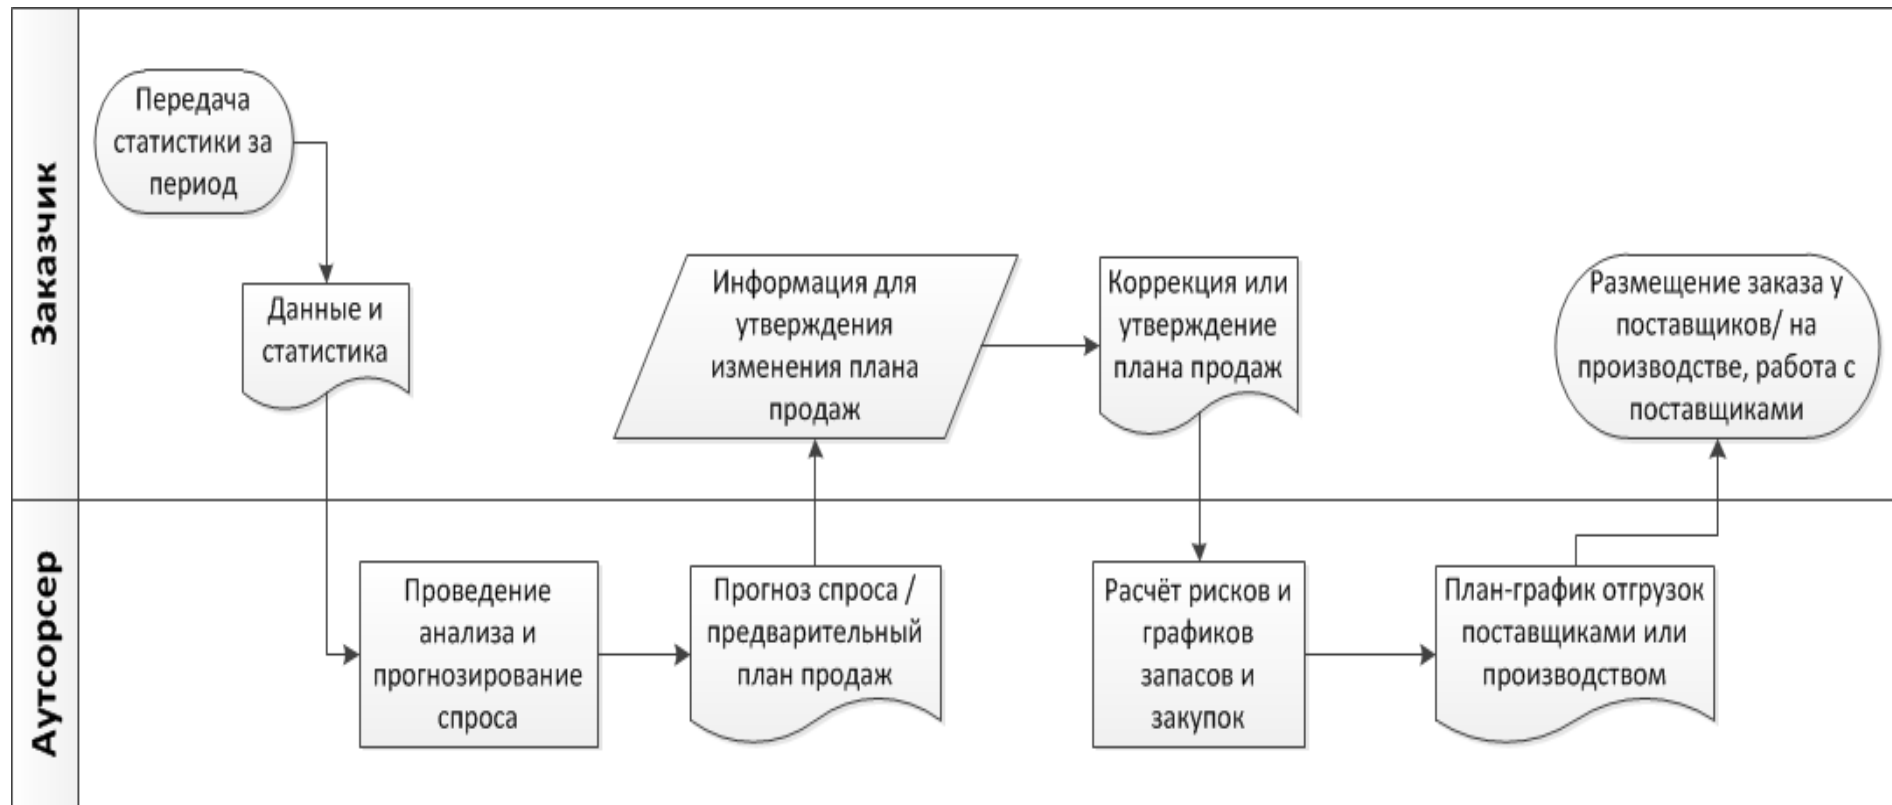 Заказчик
Передача
статистики за
период
Данные и
статистика
Информация для
утверждения
изменения плана
продаж
Коррекция или
утверждение
плана продаж
Размещение заказа у
поставщиков/ на
производстве, работа с
поставщиками
Аутсорсер
Проведение
анализа и
прогнозирование
спроса
Прогноз спроса /
предварительный
план продаж
Расчёт рисков и
графиков
запасов и
закупок
План-график отгрузок
поставщиками или
производством